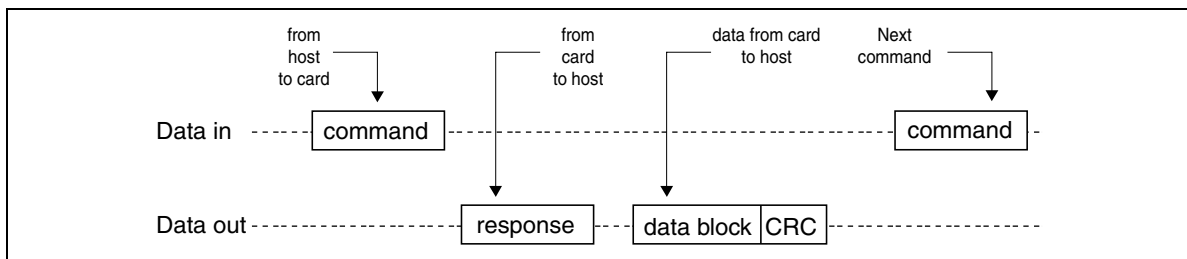 from
host
to card
from
card
to host
data from card
to host
Next
command
Data in
command
command
Data out
response
data block
CRC